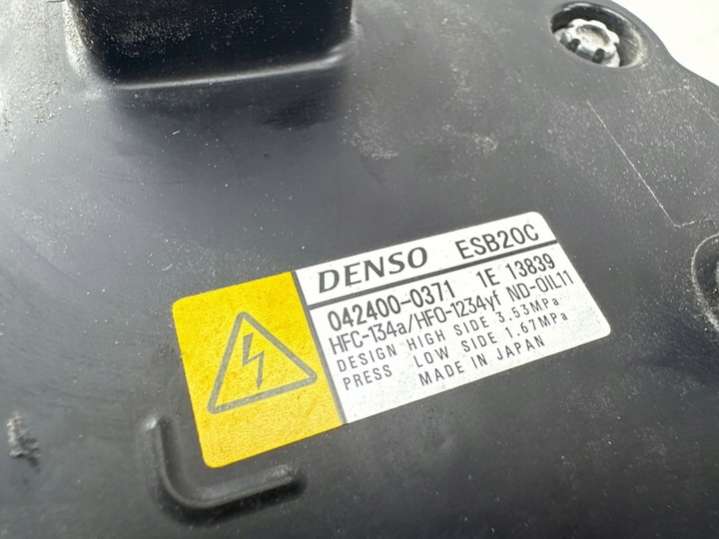 DENSO ESB20C
042400-0371 1E 13839
HFC-134a/HFO-1234yf ND-OIL11
DESIGN HIGH SIDE 3.53MPa
PRESS LOW SIDE 1.67MPa
MADE IN JAPAN